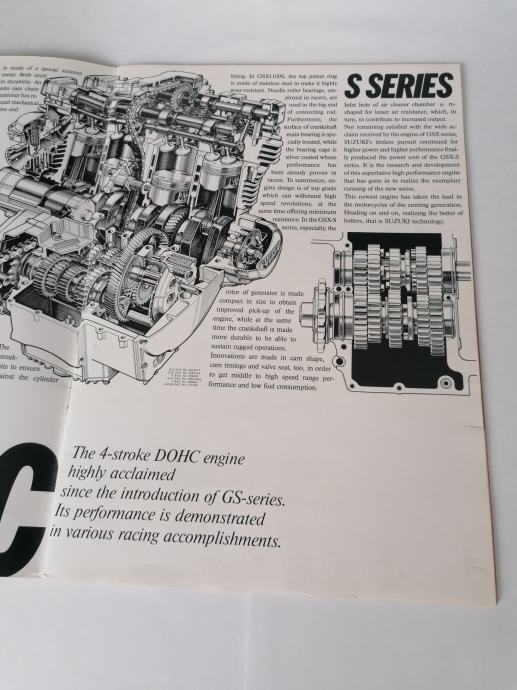 is made of a special sintered
metal. Both excel
in durability. An
auto cam chain
tensioner has re-
and mechanical
oise and
lining. In GSX1100S, the top piston ring
is made of stainless steel to make it highly
wear-resistant. Needle roller bearings, em-
ployed in racers, are
used in the big end
of connecting rod.
Furthermore, the
surface of crankshaft
main bearing is spe-
cially treated, while
the bearing cage is
silver coated whose
performance has
been already proven in
racers. To summarize, en-
gine design is of top grade
which can withstand high
speed revolutions, at the
same time offering minimum
resistance. In the GSX-S
series, especially, the
rotor of generator is made
compact in size to obtain
improved pick-up of the
engine, while at the same
time the crankshaft is made
more durable to be able to
sustain rugged operations.
Innovations are made in cam shape,
cam timings and valve seat, too, in order
to get middle to high speed range per-
formance and low fuel consumption.
S SERIES
Inlet hole of air cleaner chamber is re-
shaped for lesser air resistance, which, in
turn, to contribute to increased output.
Not remaining satisfied with the wide ac-
claim received by the engine of GSX series,
SUZUKI's tireless pursuit continued for
higher power and higher performance final-
ly produced the power unit of the GSX-S
series. It is the research and development
of this superlative high performance engine
that has gone in to realize the exemplary
running of the new series.
This newest engine has taken the lead in
the motorcycles of the coming generation.
Heading on and on, realizing the better of
betters, that is SUZUKI technology.
The
streak-
its to ensure
ainst the cylinder
C
The 4-stroke DOHC engine
highly acclaimed
since the introduction of GS-series.
Its performance is demonstrated
in various racing accomplishments.